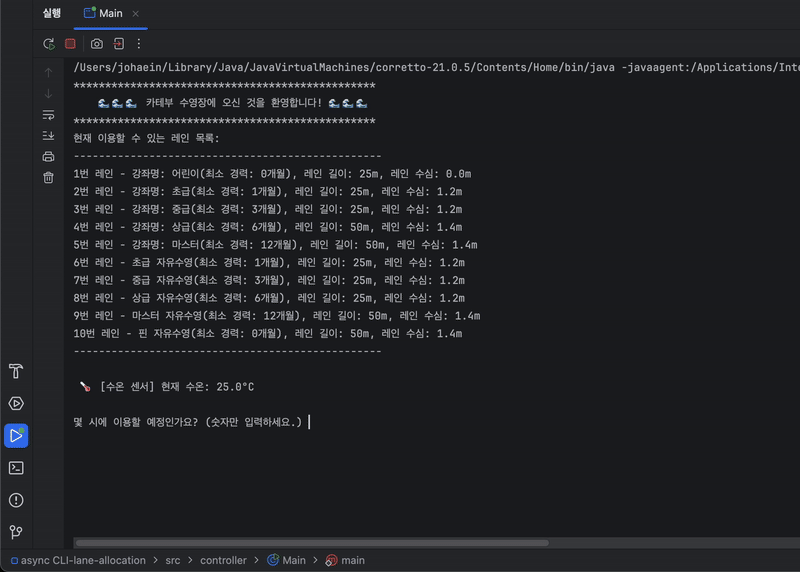 실행 Main
/Users/johaein/Library/Java/JavaVirtualMachines/corretto-21.0.5/Contents/Home/bin/java -javaagent:/Applications/Inte
************************************************
🌊🌊🌊 카테부 수영장에 오신 것을 환영합니다! 🌊🌊🌊
************************************************
현재 이용할 수 있는 레인 목록:
-------------------------------------------------
1번 레인 - 강좌명: 어린이(최소 경력: 0개월), 레인 길이: 25m, 레인 수심: 0.0m
2번 레인 - 강좌명: 초급(최소 경력: 1개월), 레인 길이: 25m, 레인 수심: 1.2m
3번 레인 - 강좌명: 중급(최소 경력: 3개월), 레인 길이: 25m, 레인 수심: 1.2m
4번 레인 - 강좌명: 상급(최소 경력: 6개월), 레인 길이: 50m, 레인 수심: 1.4m
5번 레인 - 강좌명: 마스터(최소 경력: 12개월), 레인 길이: 50m, 레인 수심: 1.4m
6번 레인 - 초급 자유수영(최소 경력: 1개월), 레인 길이: 25m, 레인 수심: 1.2m
7번 레인 - 중급 자유수영(최소 경력: 3개월), 레인 길이: 25m, 레인 수심: 1.2m
8번 레인 - 상급 자유수영(최소 경력: 6개월), 레인 길이: 25m, 레인 수심: 1.2m
9번 레인 - 마스터 자유수영(최소 경력: 12개월), 레인 길이: 50m, 레인 수심: 1.4m
10번 레인 - 핀 자유수영(최소 경력: 0개월), 레인 길이: 50m, 레인 수심: 1.4m
-------------------------------------------------
🌡️ [수온 센서] 현재 수온: 25.0°C
몇 시에 이용할 예정인가요? (숫자만 입력하세요.)
async CLI-lane-allocation > src > controller > Main > main